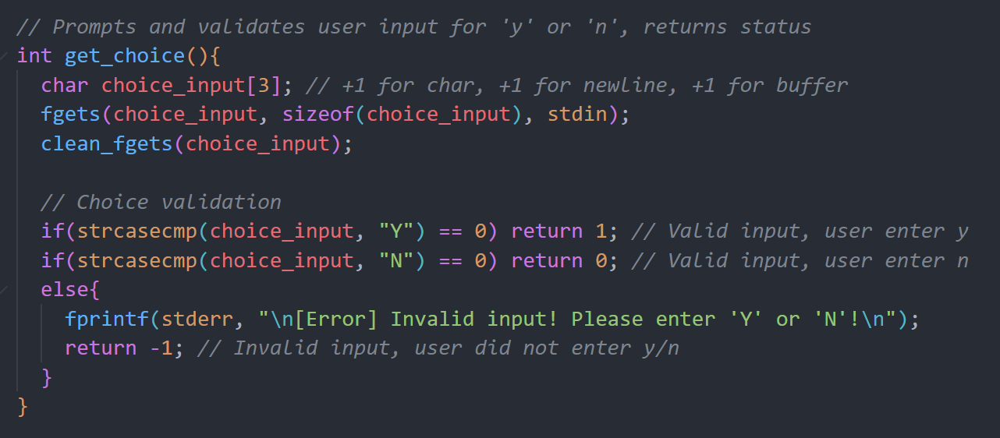 // Prompts and validates user input for 'y' or 'n', returns status
int get_choice(){
  char choice_input[3]; // +1 for char, +1 for newline, +1 for buffer
  fgets(choice_input, sizeof(choice_input), stdin);
  clean_fgets(choice_input);

  // Choice validation
  if(strcasecmp(choice_input, "Y") == 0) return 1; // Valid input, user enter y
  if(strcasecmp(choice_input, "N") == 0) return 0; // Valid input, user enter n
  else{
    fprintf(stderr, "\n[Error] Invalid input! Please enter 'Y' or 'N'!\n");
    return -1; // Invalid input, user did not enter y/n
  }
}